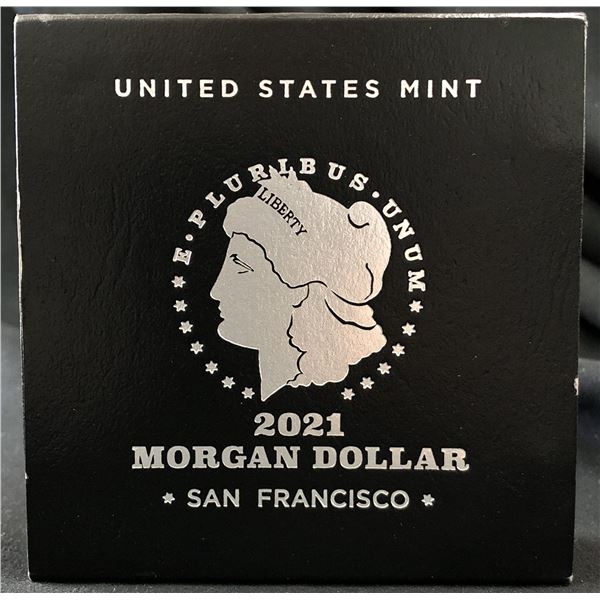 UNITED STATES MINT
E · PLURIBUS · UNUM
LIBERTY
2021
MORGAN DOLLAR
* SAN FRANCISCO *